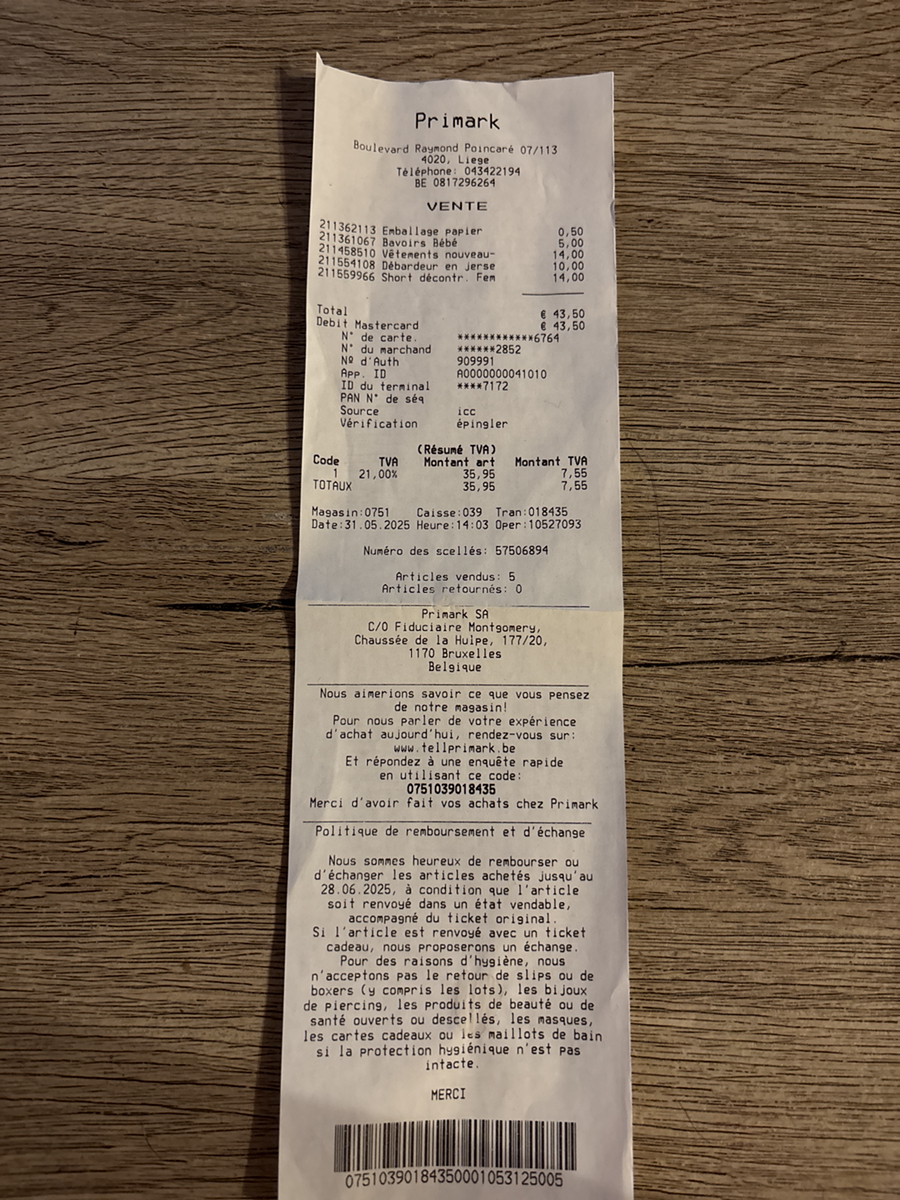 Primark
Boulevard Raymond Poincaré 07/113
4020, Liege
Téléphone: 043422194
BE 0817296264
VENTE
211362113 Emballage papier 0,50
211361067 Bavoirs Bébé 5,00
211458510 Vêtements nouveau- 14,00
211554108 Débardeur en jerse 10,00
211559966 Short décontr. Fem 14,00
Total € 43,50
Debit Mastercard € 43,50
N° de carte. ************6764
N° du marchand ******2852
Nº d'Auth 909991
App. ID A0000000041010
ID du terminal ****7172
PAN N° de séq
Source icc
Vérification épingler
(Résumé TVA)
Code TVA Montant art Montant TVA
1 21,00% 35,95 7,55
TOTAUX 35,95 7,55
Magasin:0751 Caisse:039 Tran:018435
Date:31.05.2025 Heure:14:03 Oper:10527093
Numéro des scellés: 57506894
Articles vendus: 5
Articles retournés: 0
Primark SA
C/O Fiduciaire Montgomery,
Chaussée de la Hulpe, 177/20,
1170 Bruxelles
Belgique
Nous aimerions savoir ce que vous pensez
de notre magasin!
Pour nous parler de votre expérience
d'achat aujourd'hui, rendez-vous sur:
www.tellprimark.be
Et répondez à une enquête rapide
en utilisant ce code:
0751039018435
Merci d'avoir fait vos achats chez Primark
Politique de remboursement et d'échange
Nous sommes heureux de rembourser ou
d'échanger les articles achetés jusqu'au
28.06.2025, à condition que l'article
soit renvoyé dans un état vendable,
accompagné du ticket original.
Si l'article est renvoyé avec un ticket
cadeau, nous proposerons un échange.
Pour des raisons d'hygiène, nous
n'acceptons pas le retour de slips ou de
boxers (y compris les lots), les bijoux
de piercing, les produits de beauté ou de
santé ouverts ou descellés, les masques,
les cartes cadeaux ou les maillots de bain
si la protection hygiénique n'est pas
intacte.
MERCI
07510390184350001053125005